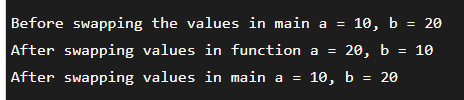 Before swapping the values in main a = 10, b = 20
After swapping values in function a = 20, b = 10
After swapping values in main a = 10, b = 20